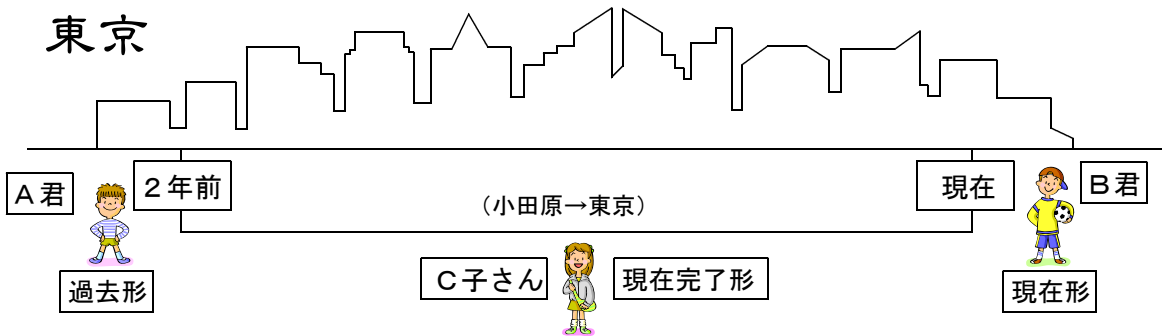 東京
A君
2年前
(小田原→東京)
現在
B君
過去形
C子さん
現在完了形
現在形